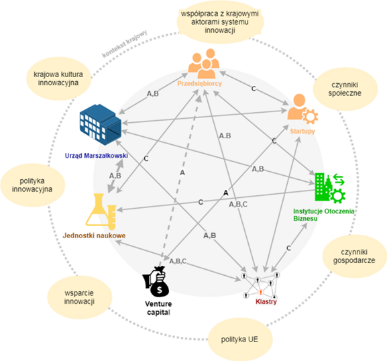 współpraca z krajowymi
aktorami systemu
innowacji
kontekst krajowy
krajowa kultura
innowacyjna
Przedsiębiorcy
czynniki
społeczne
A,B
C
Startupy
Urząd Marszałkowski
A,B
C
A
A,B
C
A,B
polityka
innowacyjna
A
A,B,C
Instytucje Otoczenia
Biznesu
C
Jednostki naukowe
A,B
C
czynniki
gospodarcze
A,B,C
wsparcie
innowacji
Venture
capital
Klastry
polityka UE